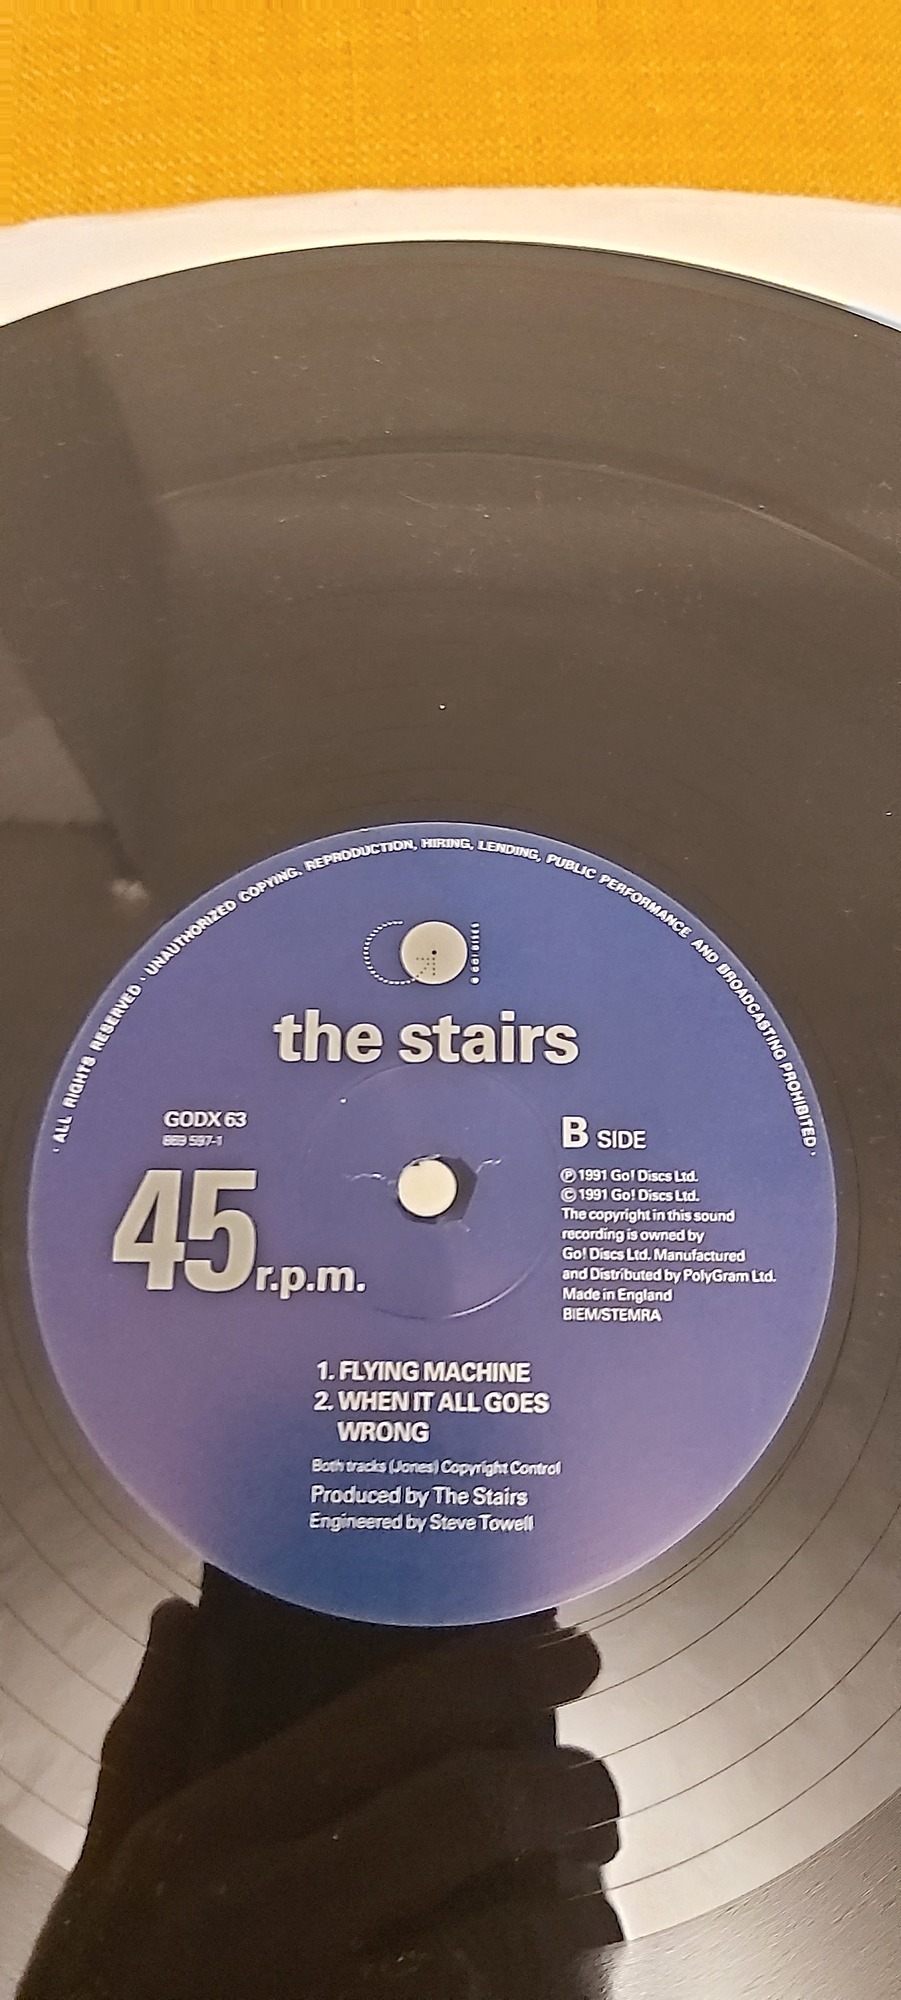 · ALL RIGHTS RESERVED · UNAUTHORIZED COPYING, REPRODUCTION, HIRING, LENDING, PUBLIC PERFORMANCE AND BROADCASTING PROHIBITED ·
GO!
the stairs
GODX 63
B SIDE
45 r.p.m.
℗ 1991 Go! Discs Ltd.
© 1991 Go! Discs Ltd.
The copyright in this sound
recording is owned by
Go! Discs Ltd. Manufactured
and Distributed by PolyGram Ltd.
Made in England
BIEM/STEMRA
1. FLYING MACHINE
2. WHEN IT ALL GOES
WRONG
Both tracks (Jones) Copyright Control
Produced by The Stairs
Engineered by Steve Towell